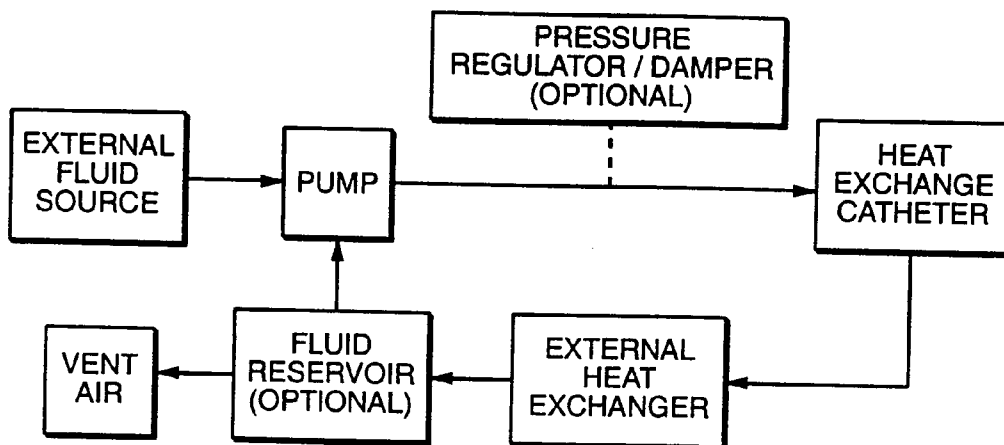 PRESSURE
REGULATOR / DAMPER
(OPTIONAL)
EXTERNAL
FLUID
SOURCE
PUMP
HEAT
EXCHANGE
CATHETER
VENT
AIR
FLUID
RESERVOIR
(OPTIONAL)
EXTERNAL
HEAT
EXCHANGER